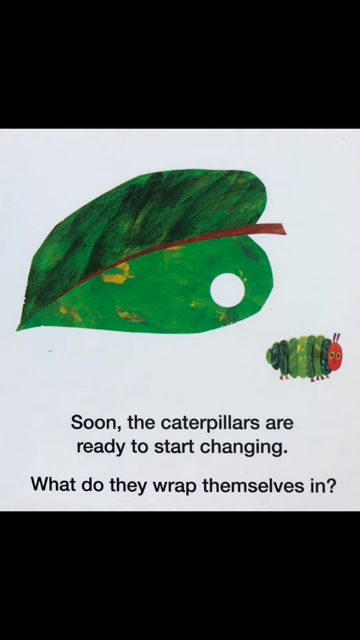 Soon, the caterpillars are
ready to start changing.
What do they wrap themselves in?